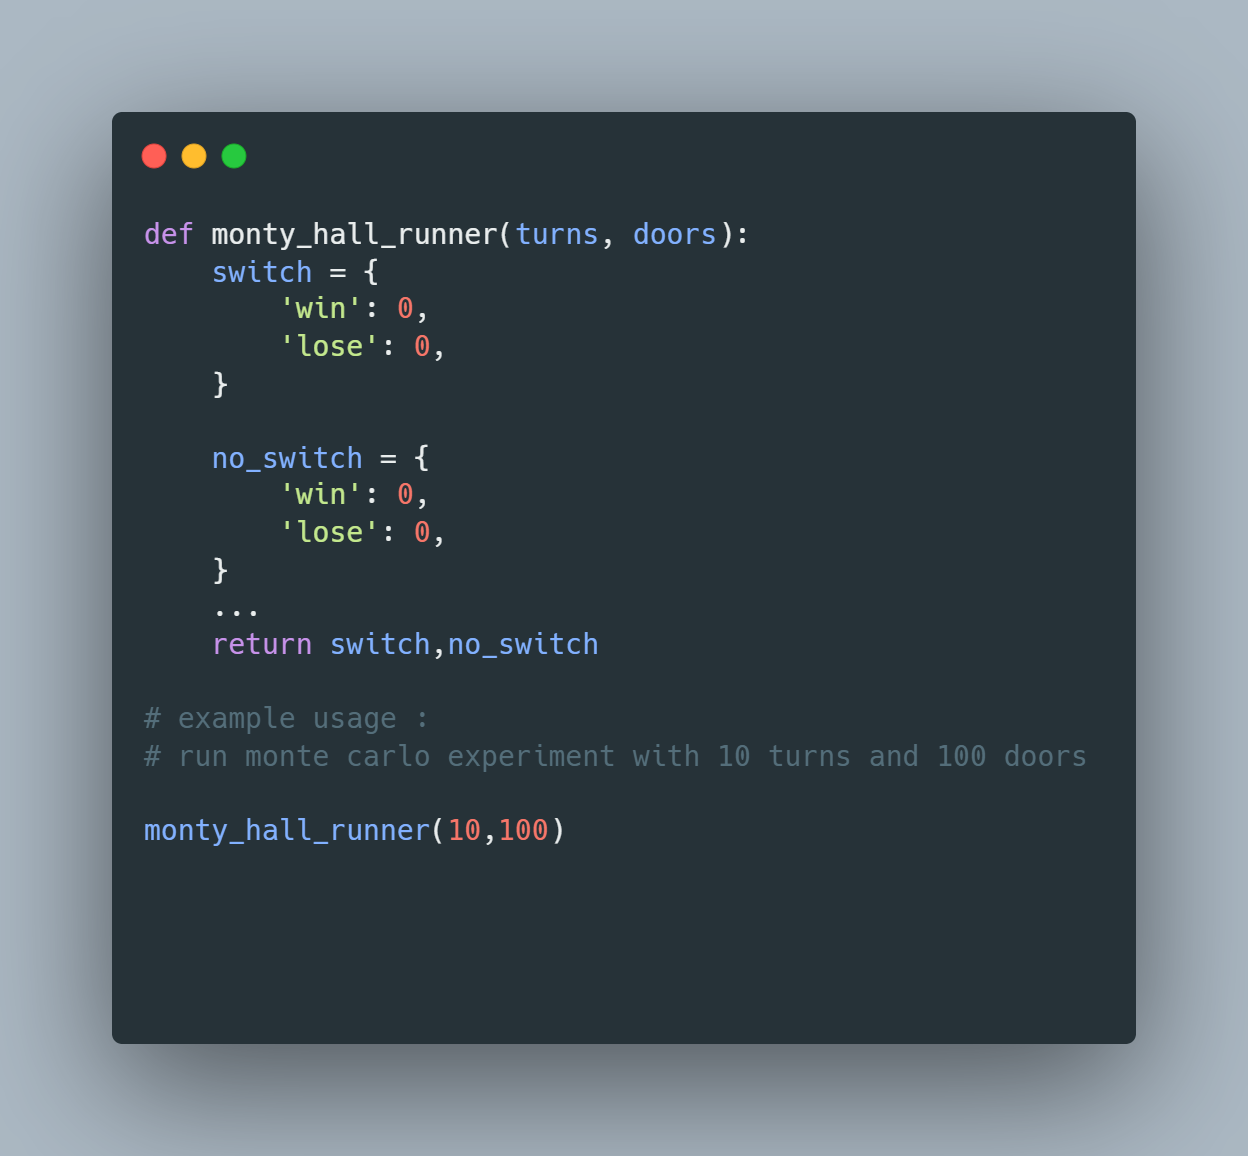 def monty_hall_runner(turns, doors):
    switch = {
        'win': 0,
        'lose': 0,
    }
    no_switch = {
        'win': 0,
        'lose': 0,
    }
    ...
    return switch,no_switch
# example usage :
# run monte carlo experiment with 10 turns and 100 doors
monty_hall_runner(10,100)